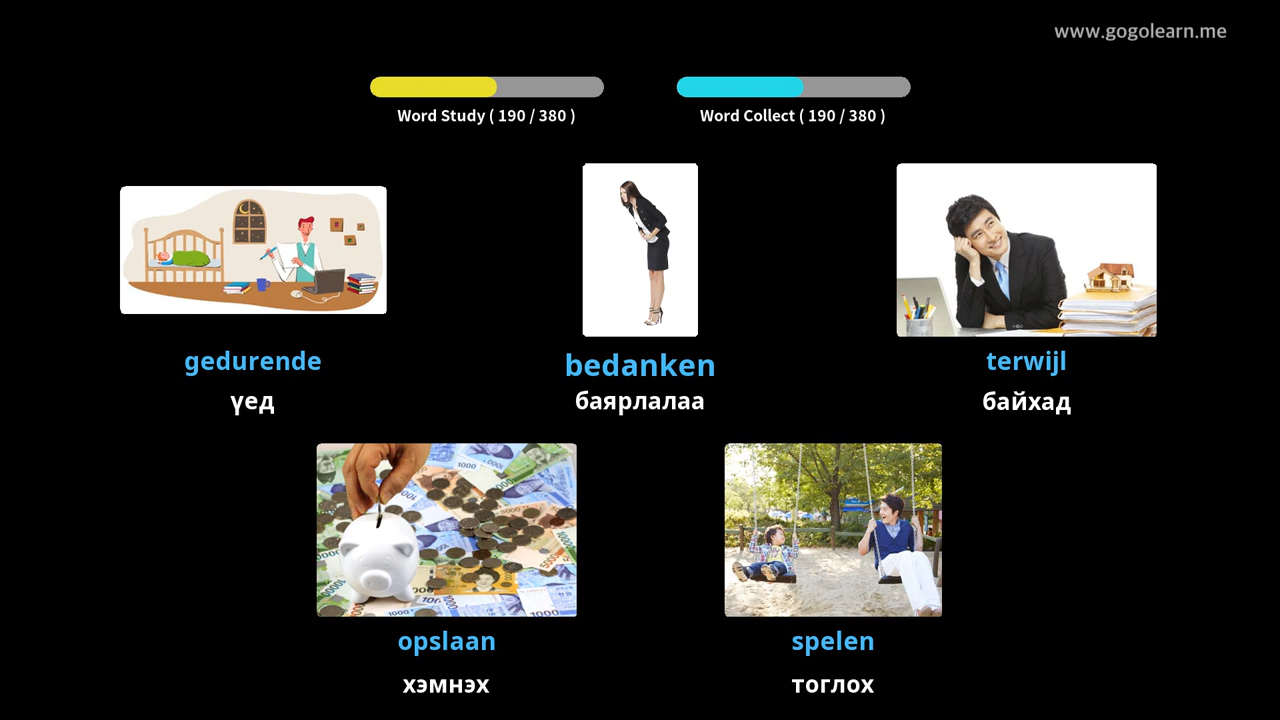 www.gogolearn.me
Word Study ( 190 / 380 )
Word Collect ( 190 / 380 )
gedurende
үед
bedanken
баярлалаа
terwijl
байхад
opslaan
хэмнэх
spelen
тоглох